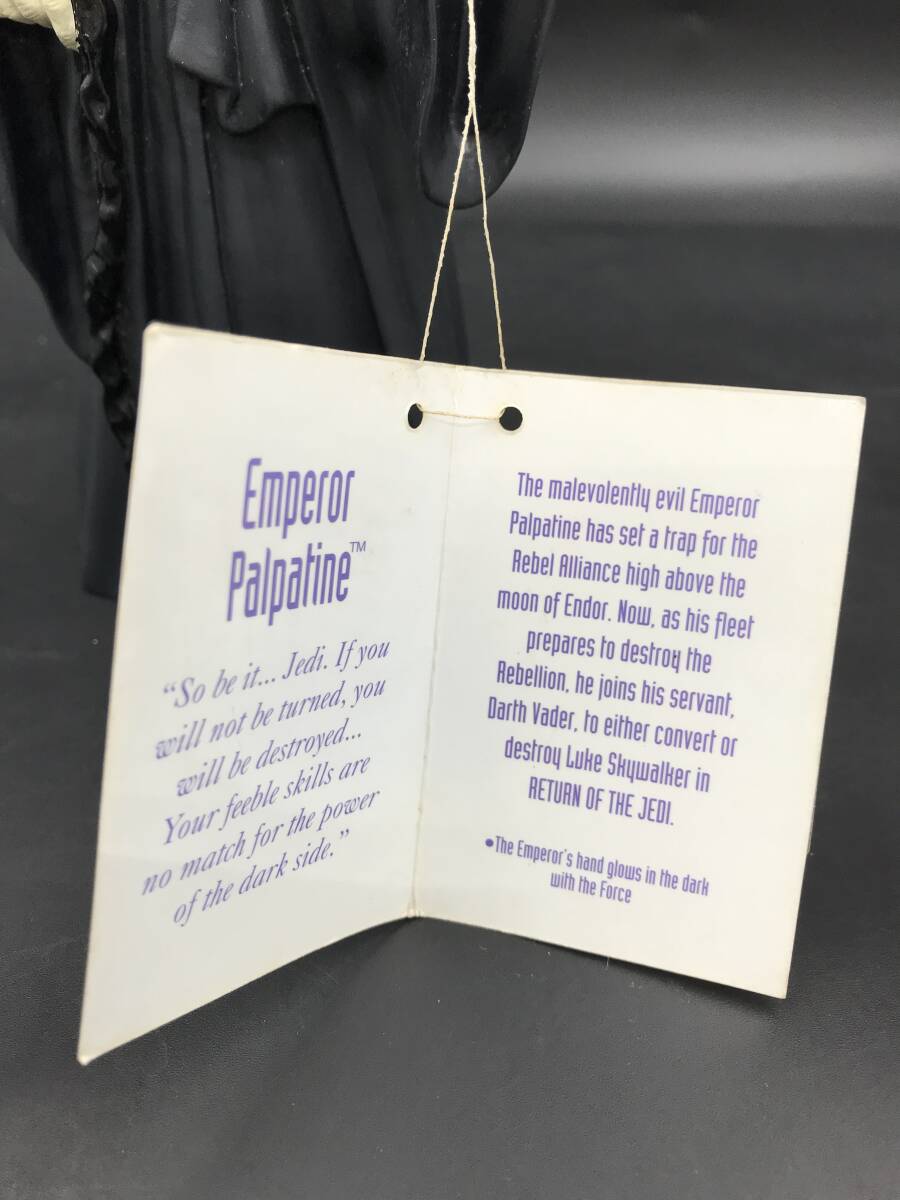 Emperor
Palpatine™
“So be it... Jedi. If you
will not be turned, you
will be destroyed...
Your feeble skills are
no match for the power
of the dark side.”
The malevolently evil Emperor
Palpatine has set a trap for the
Rebel Alliance high above the
moon of Endor. Now, as his fleet
prepares to destroy the
Rebellion, he joins his servant,
Darth Vader, to either convert or
destroy Luke Skywalker in
RETURN OF THE JEDI.
•The Emperor's hand glows in the dark
with the Force